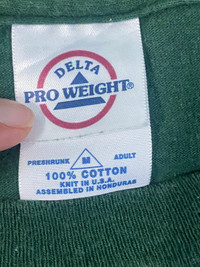 DELTA
PRO WEIGHT®
PRESHRUNK M ADULT
100% COTTON
KNIT IN U.S.A.
ASSEMBLED IN HONDURAS